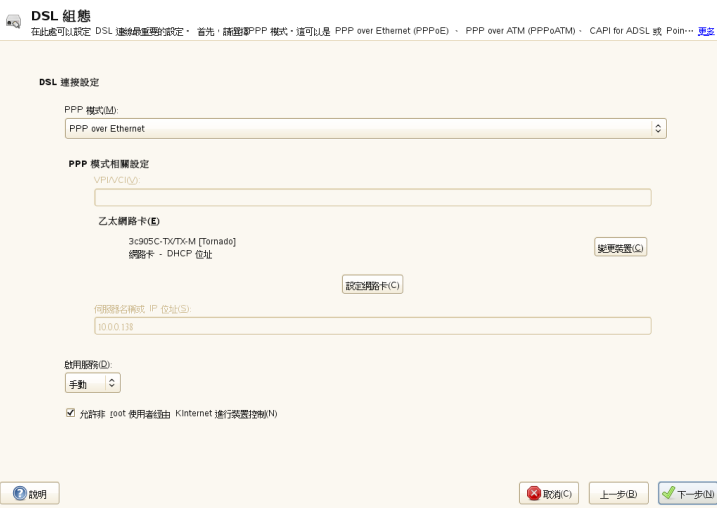 DSL 組態
在此處可以設定 DSL 連線最重要的設定。 首先，請選擇PPP 模式。這可以是 PPP over Ethernet (PPPoE) 、 PPP over ATM (PPPoATM)、 CAPI for ADSL 或 Poin⋯ 更多
DSL 連接設定
PPP 模式(M):
PPP over Ethernet
PPP 模式相關設定
VPI/VCI(V):
乙太網路卡(E)
3c905C-TX/TX-M [Tornado]
網路卡 - DHCP 位址
變更裝置(C)
設定網路卡(C)
伺服器名稱或 IP 位址(S):
10.0.0.138
啟用服務(D):
手動
允許非 root 使用者經由 KInternet 進行裝置控制(N)
說明
取消(C)
上一步(B)
下一步(N)